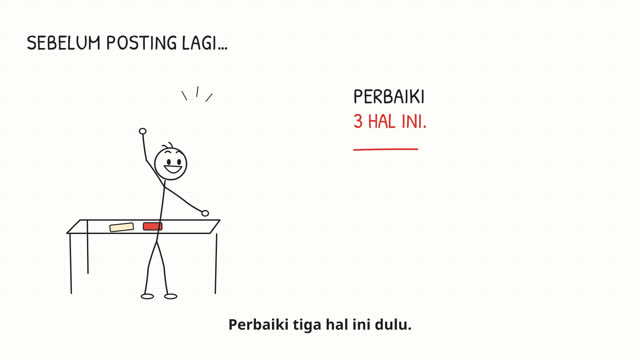 SEBELUM POSTING LAGI...
PERBAIKI
3 HAL INI.
Perbaiki tiga hal ini dulu.